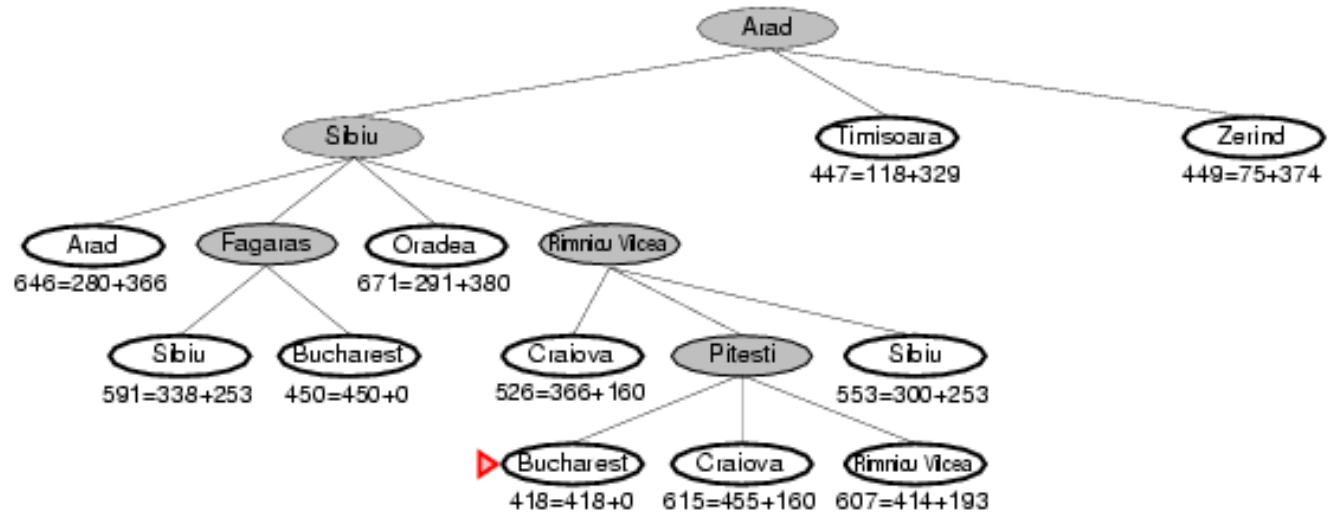 Arad
Sibiu
Timisoara
Zerind
447=118+329
449=75+374
Arad
Fagaras
Oradea
Rimnicu Vilcea
646=280+366
671=291+380
Sibiu
Bucharest
Craiova
Pitesti
Sibiu
591=338+253
450=450+0
526=366+160
553=300+253
Bucharest
Craiova
Rimnicu Vilcea
418=418+0
615=455+160
607=414+193